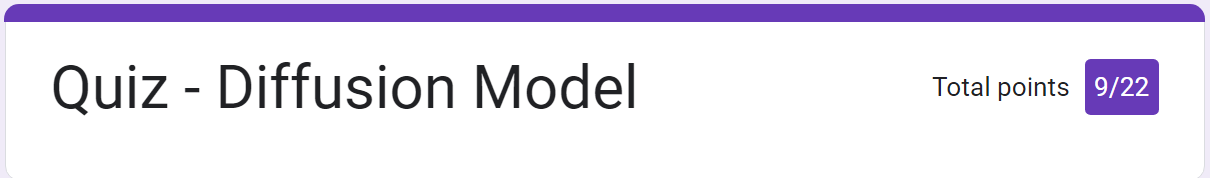 Quiz - Diffusion Model
Total points 9/22